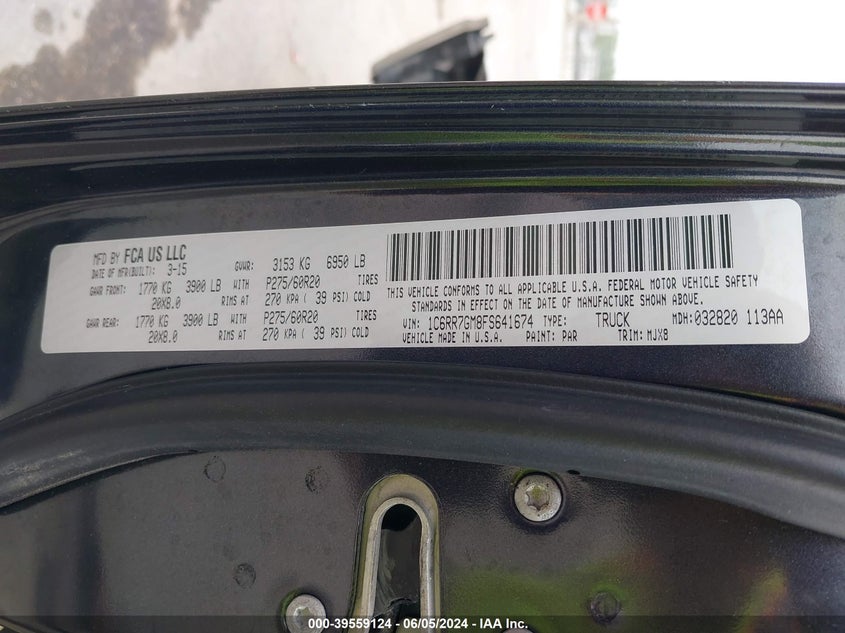 MFD BY FCA US LLC
DATE OF MFR(BUILT): 3-15 GVWR: 3153 KG 6950 LB
GAWR FRONT: 1770 KG 3900 LB WITH P275/60R20 TIRES
20X8.0 RIMS AT 270 KPA ( 39 PSI) COLD
GAWR REAR: 1770 KG 3900 LB WITH P275/60R20 TIRES
20X8.0 RIMS AT 270 KPA ( 39 PSI) COLD
THIS VEHICLE CONFORMS TO ALL APPLICABLE U.S.A. FEDERAL MOTOR VEHICLE SAFETY
STANDARDS IN EFFECT ON THE DATE OF MANUFACTURE SHOWN ABOVE.
VIN: 1C6RR7GM8FS641674 TYPE: TRUCK MDH:032820 113AA
VEHICLE MADE IN U.S.A. PAINT: PAR TRIM: MJX8
000-39559124 - 06/05/2024 - IAA Inc.